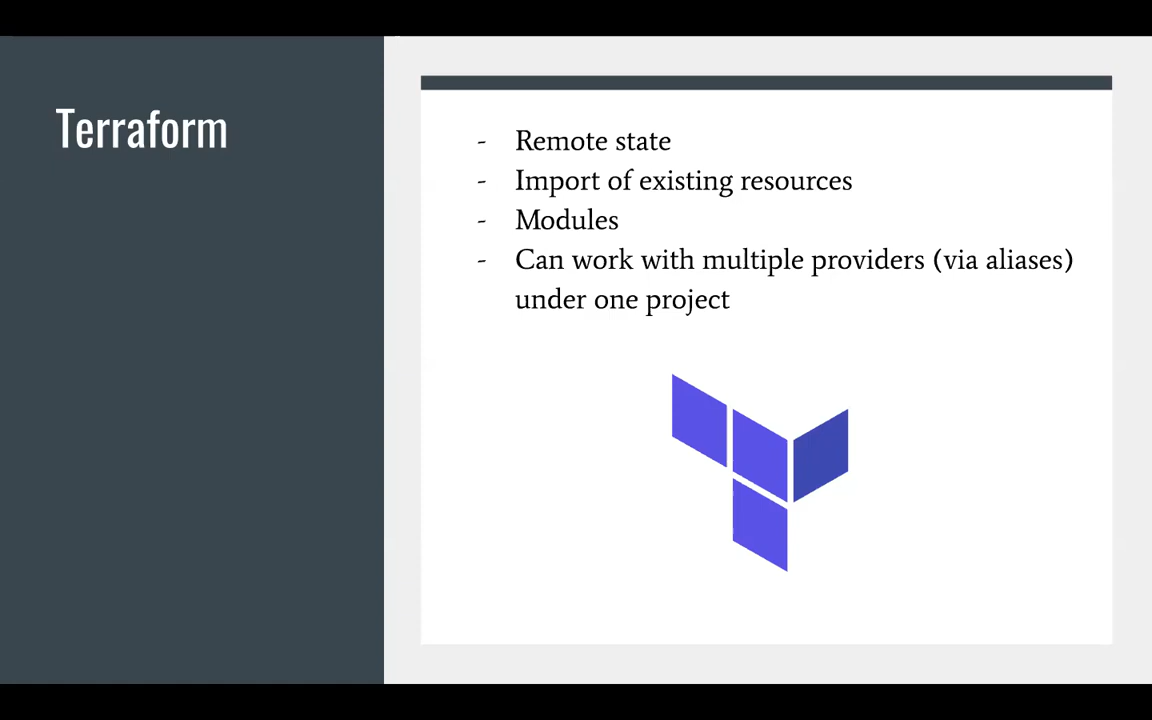 Terraform
- Remote state
- Import of existing resources
- Modules
- Can work with multiple providers (via aliases)
under one project